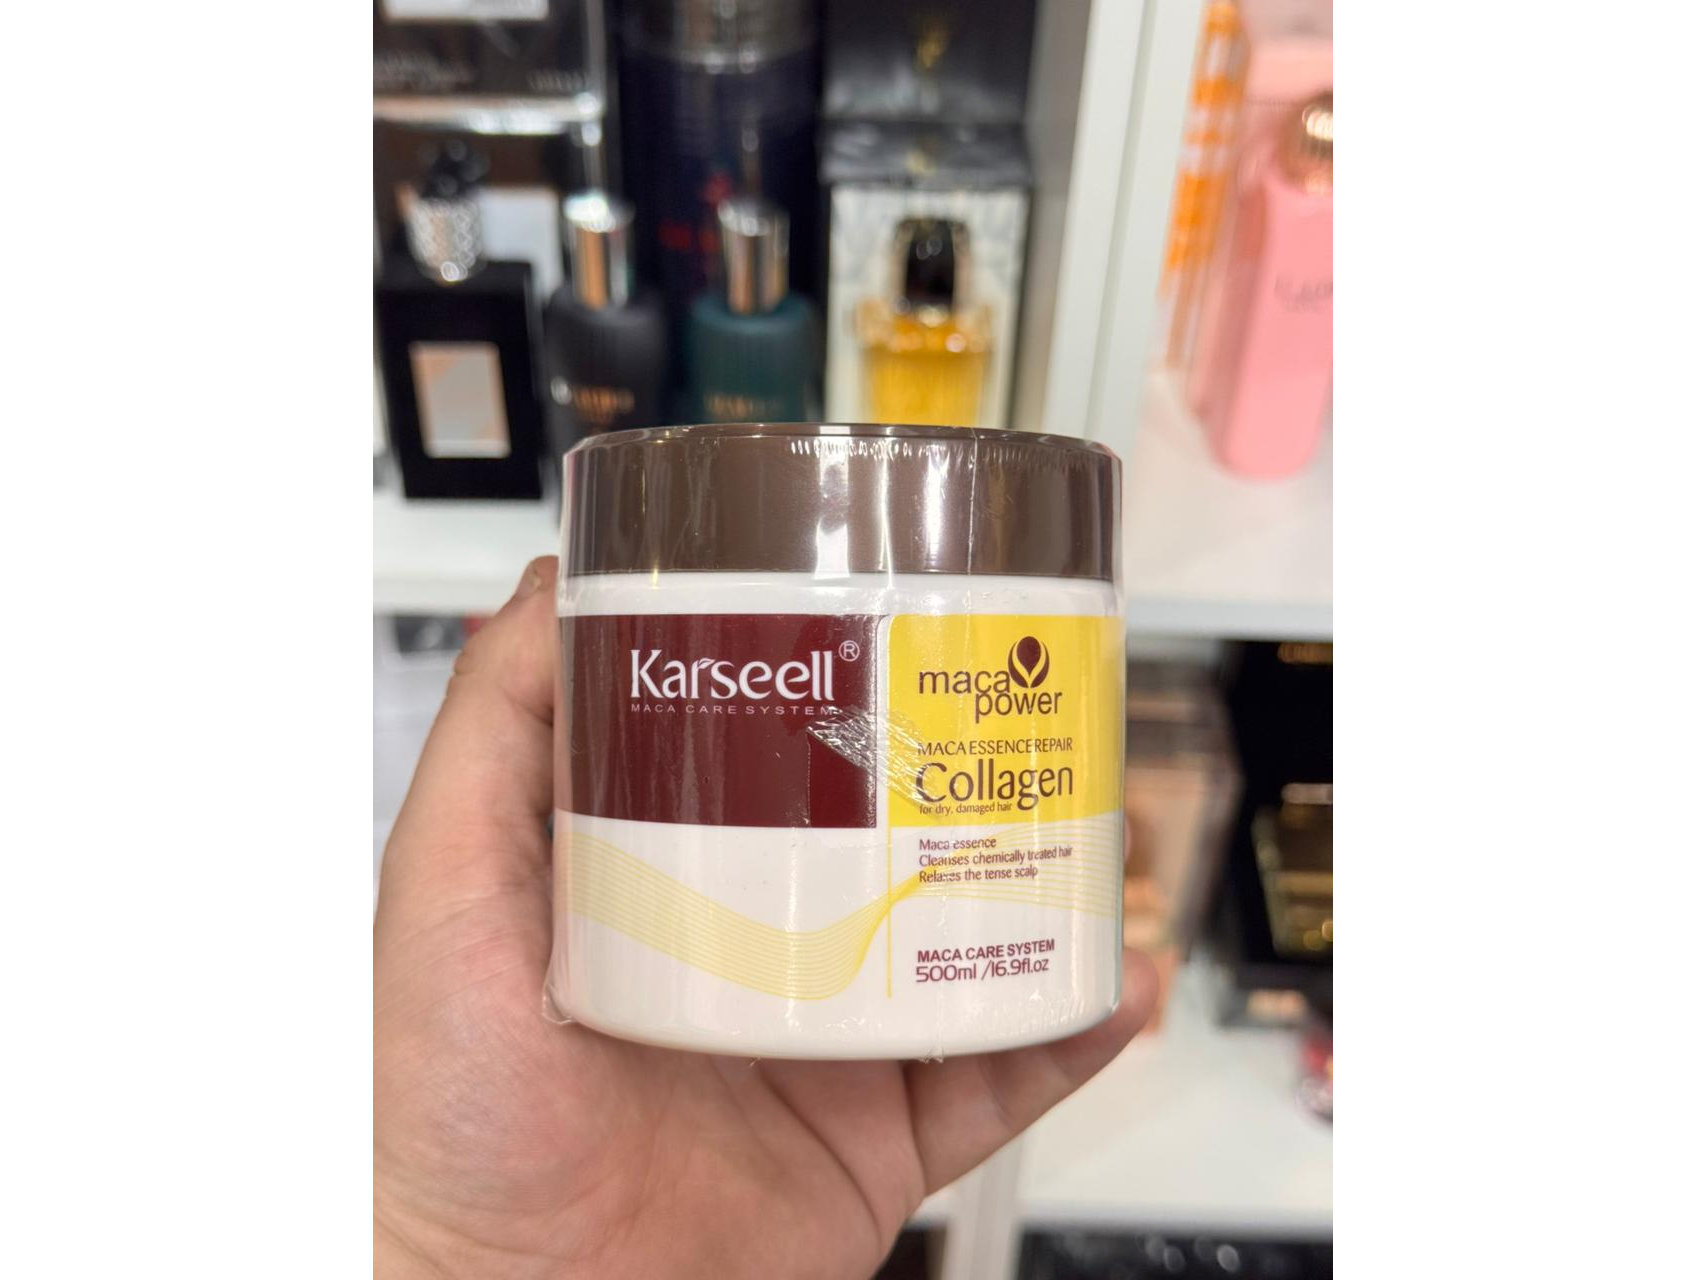 Karseell®
MACA CARE SYSTEM
maca
power
MACA ESSENCE REPAIR
Collagen
for dry, damaged hair
Maca essence
Cleanses chemically treated hair
Relaxes the tense scalp
MACA CARE SYSTEM
500ml /16.9fl.oz